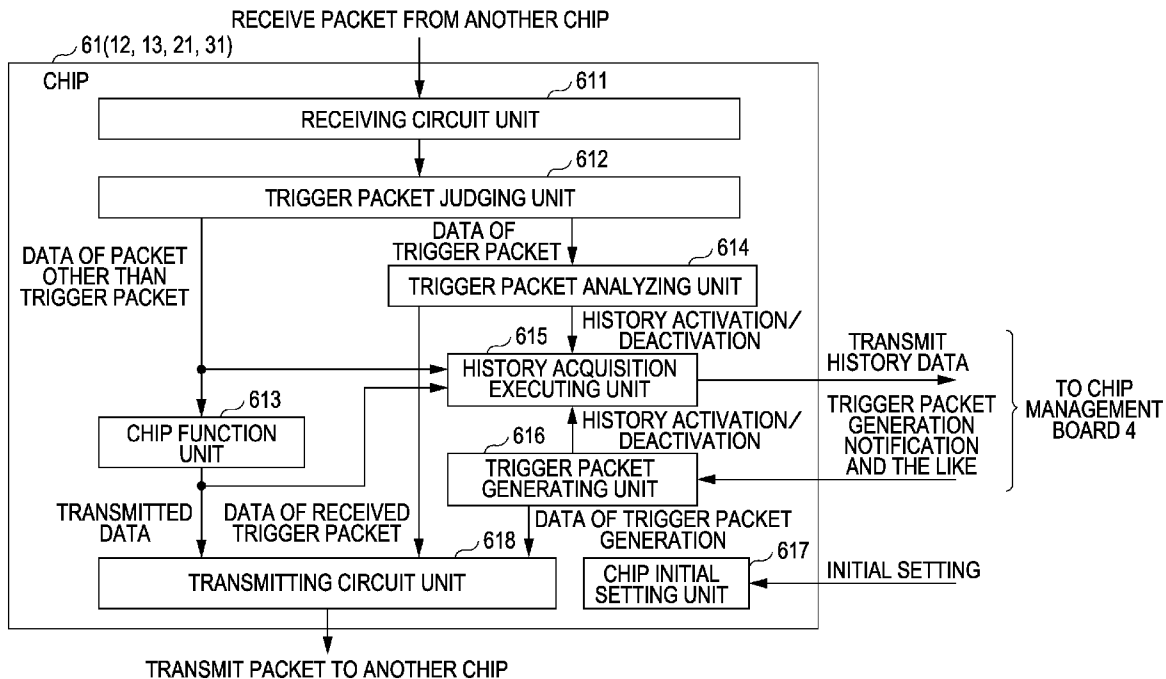 RECEIVE PACKET FROM ANOTHER CHIP
61(12, 13, 21, 31)
CHIP
611
RECEIVING CIRCUIT UNIT
612
TRIGGER PACKET JUDGING UNIT
DATA OF PACKET
OTHER THAN
TRIGGER PACKET
DATA OF
TRIGGER PACKET
614
TRIGGER PACKET ANALYZING UNIT
HISTORY ACTIVATION/
DEACTIVATION
615
HISTORY ACQUISITION
EXECUTING UNIT
TRANSMIT
HISTORY DATA
613
CHIP FUNCTION
UNIT
HISTORY ACTIVATION/
DEACTIVATION
616
TRIGGER PACKET
GENERATING UNIT
TRIGGER PACKET
GENERATION
NOTIFICATION
AND THE LIKE
TO CHIP
MANAGEMENT
BOARD 4
TRANSMITTED
DATA
DATA OF RECEIVED
TRIGGER PACKET
DATA OF TRIGGER PACKET
GENERATION
618
TRANSMITTING CIRCUIT UNIT
617
CHIP INITIAL
SETTING UNIT
INITIAL SETTING
TRANSMIT PACKET TO ANOTHER CHIP